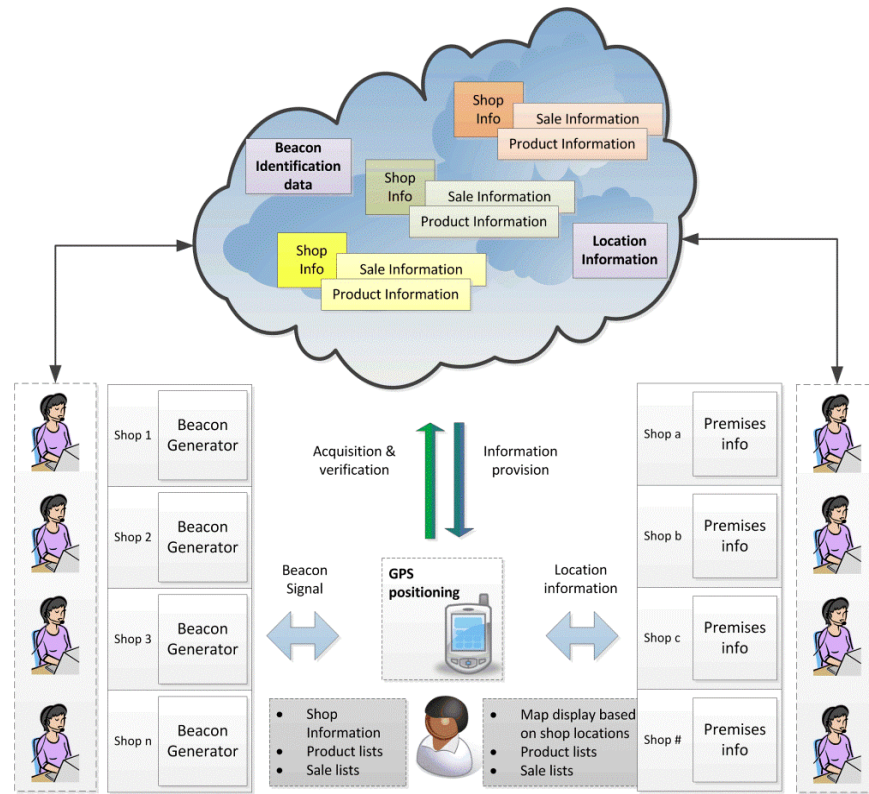 Shop
Info
Sale Information
Product Information
Beacon
Identification
data
Shop
Info
Sale Information
Product Information
Location
Information
Shop
Info
Sale Information
Product Information
Shop 1
Beacon
Generator
Shop 2
Beacon
Generator
Shop 3
Beacon
Generator
Shop n
Beacon
Generator
Acquisition &
verification
Information
provision
Beacon
Signal
GPS
positioning
Location
information
• Shop
Information
• Product lists
• Sale lists
• Map display based
on shop locations
• Product lists
• Sale lists
Shop a
Premises
info
Shop b
Premises
info
Shop c
Premises
info
Shop #
Premises
info